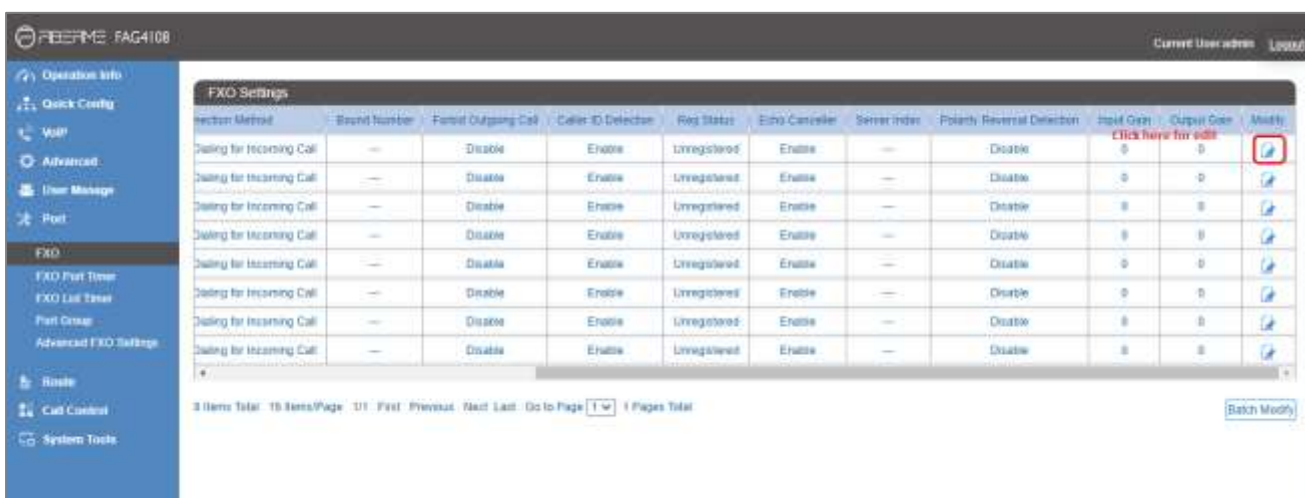 FIBERME FAG4108
Current User:admin Logout
Operation Info
Quick Config
VoIP
Advanced
User Manage
Port
FXO
FXO Port Timer
FXO List Timer
Port Group
Advanced FXO Settings
Route
Call Control
System Tools
FXO Settings
nection Method Bound Number Forbid Outgoing Call Caller ID Detection Reg Status Echo Canceller Server Index Polarity Reversal Detection Input Gain Output Gain Modify
Click here for edit
Dialing for Incoming Call --- Disable Enable Unregistered Enable --- Disable 0 0
Dialing for Incoming Call --- Disable Enable Unregistered Enable --- Disable 0 0
Dialing for Incoming Call --- Disable Enable Unregistered Enable --- Disable 0 0
Dialing for Incoming Call --- Disable Enable Unregistered Enable --- Disable 0 0
Dialing for Incoming Call --- Disable Enable Unregistered Enable --- Disable 0 0
Dialing for Incoming Call --- Disable Enable Unregistered Enable --- Disable 0 0
Dialing for Incoming Call --- Disable Enable Unregistered Enable --- Disable 0 0
Dialing for Incoming Call --- Disable Enable Unregistered Enable --- Disable 0 0
8 Items Total 16 Items/Page 1/1 First Previous Next Last Go to Page 1 1 Pages Total
Batch Modify